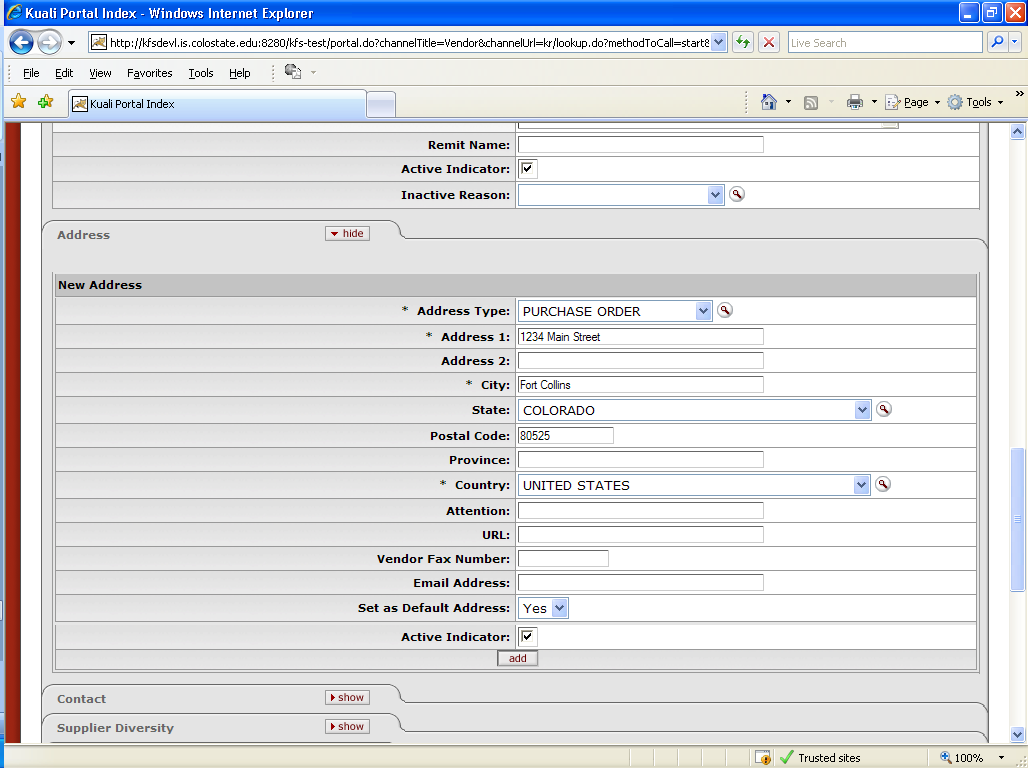 Kuali Portal Index - Windows Internet Explorer
http://kfsdevl.is.colostate.edu:8280/kfs-test/portal.do?channelTitle=Vendor&channelUrl=kr/lookup.do?methodToCall=start& Live Search
File Edit View Favorites Tools Help
Kuali Portal Index Page Tools »
Remit Name:
Active Indicator:
Inactive Reason:
Address hide
New Address
* Address Type: PURCHASE ORDER
* Address 1: 1234 Main Street
Address 2:
* City: Fort Collins
State: COLORADO
Postal Code: 80525
Province:
* Country: UNITED STATES
Attention:
URL:
Vendor Fax Number:
Email Address:
Set as Default Address: Yes
Active Indicator:
add
Contact show
Supplier Diversity show
Trusted sites 100%